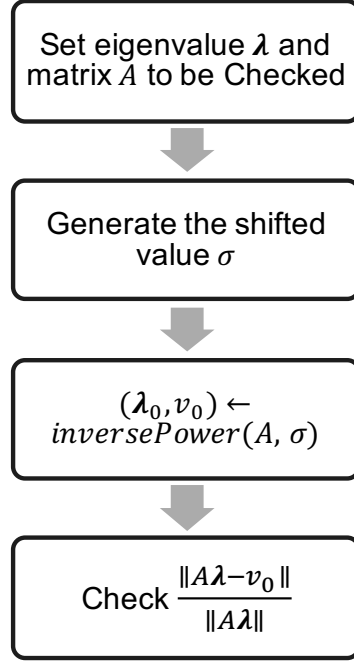 Set eigenvalue 𝝀 and
matrix 𝐴 to be Checked
Generate the shifted
value 𝜎
(𝝀₀, 𝑣₀) ←
𝑖𝑛𝑣𝑒𝑟𝑠𝑒𝑃𝑜𝑤𝑒𝑟(𝐴, 𝜎)
Check ‖𝐴𝝀−𝑣₀‖ / ‖𝐴𝝀‖